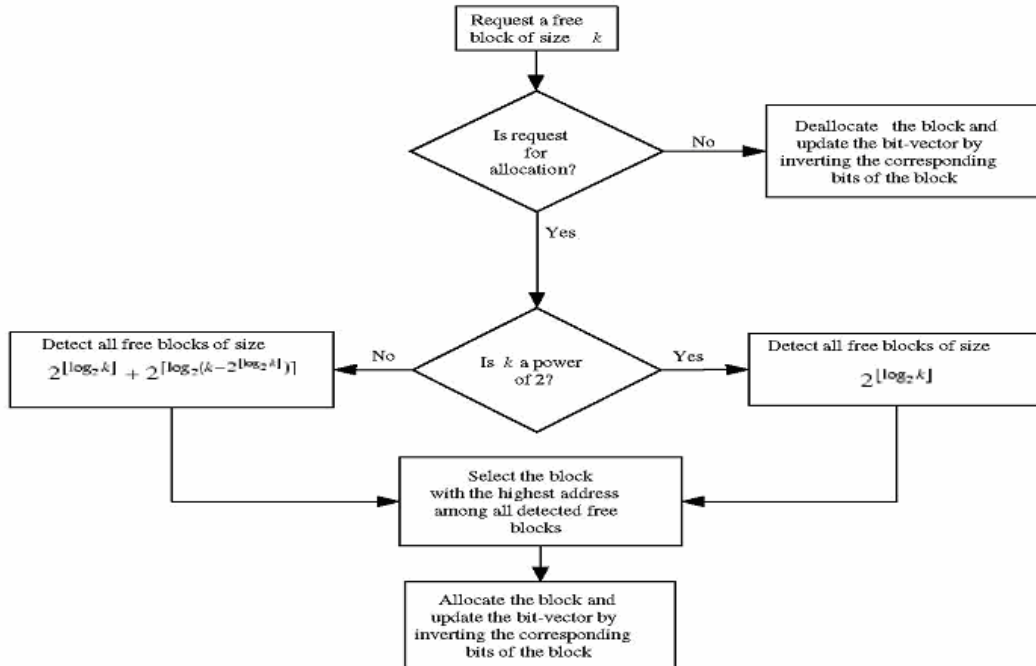 Request a free
block of size k
Is request
for
allocation?
No
Deallocate the block and
update the bit-vector by
inverting the corresponding
bits of the block
Yes
Detect all free blocks of size
2^{⌊log₂ k⌋} + 2^{⌈log₂(k−2^{⌊log₂ k⌋})⌉}
No
Is k a power
of 2?
Yes
Detect all free blocks of size
2^{⌊log₂ k⌋}
Select the block
with the highest address
among all detected free
blocks
Allocate the block and
update the bit-vector by
inverting the corresponding
bits of the block